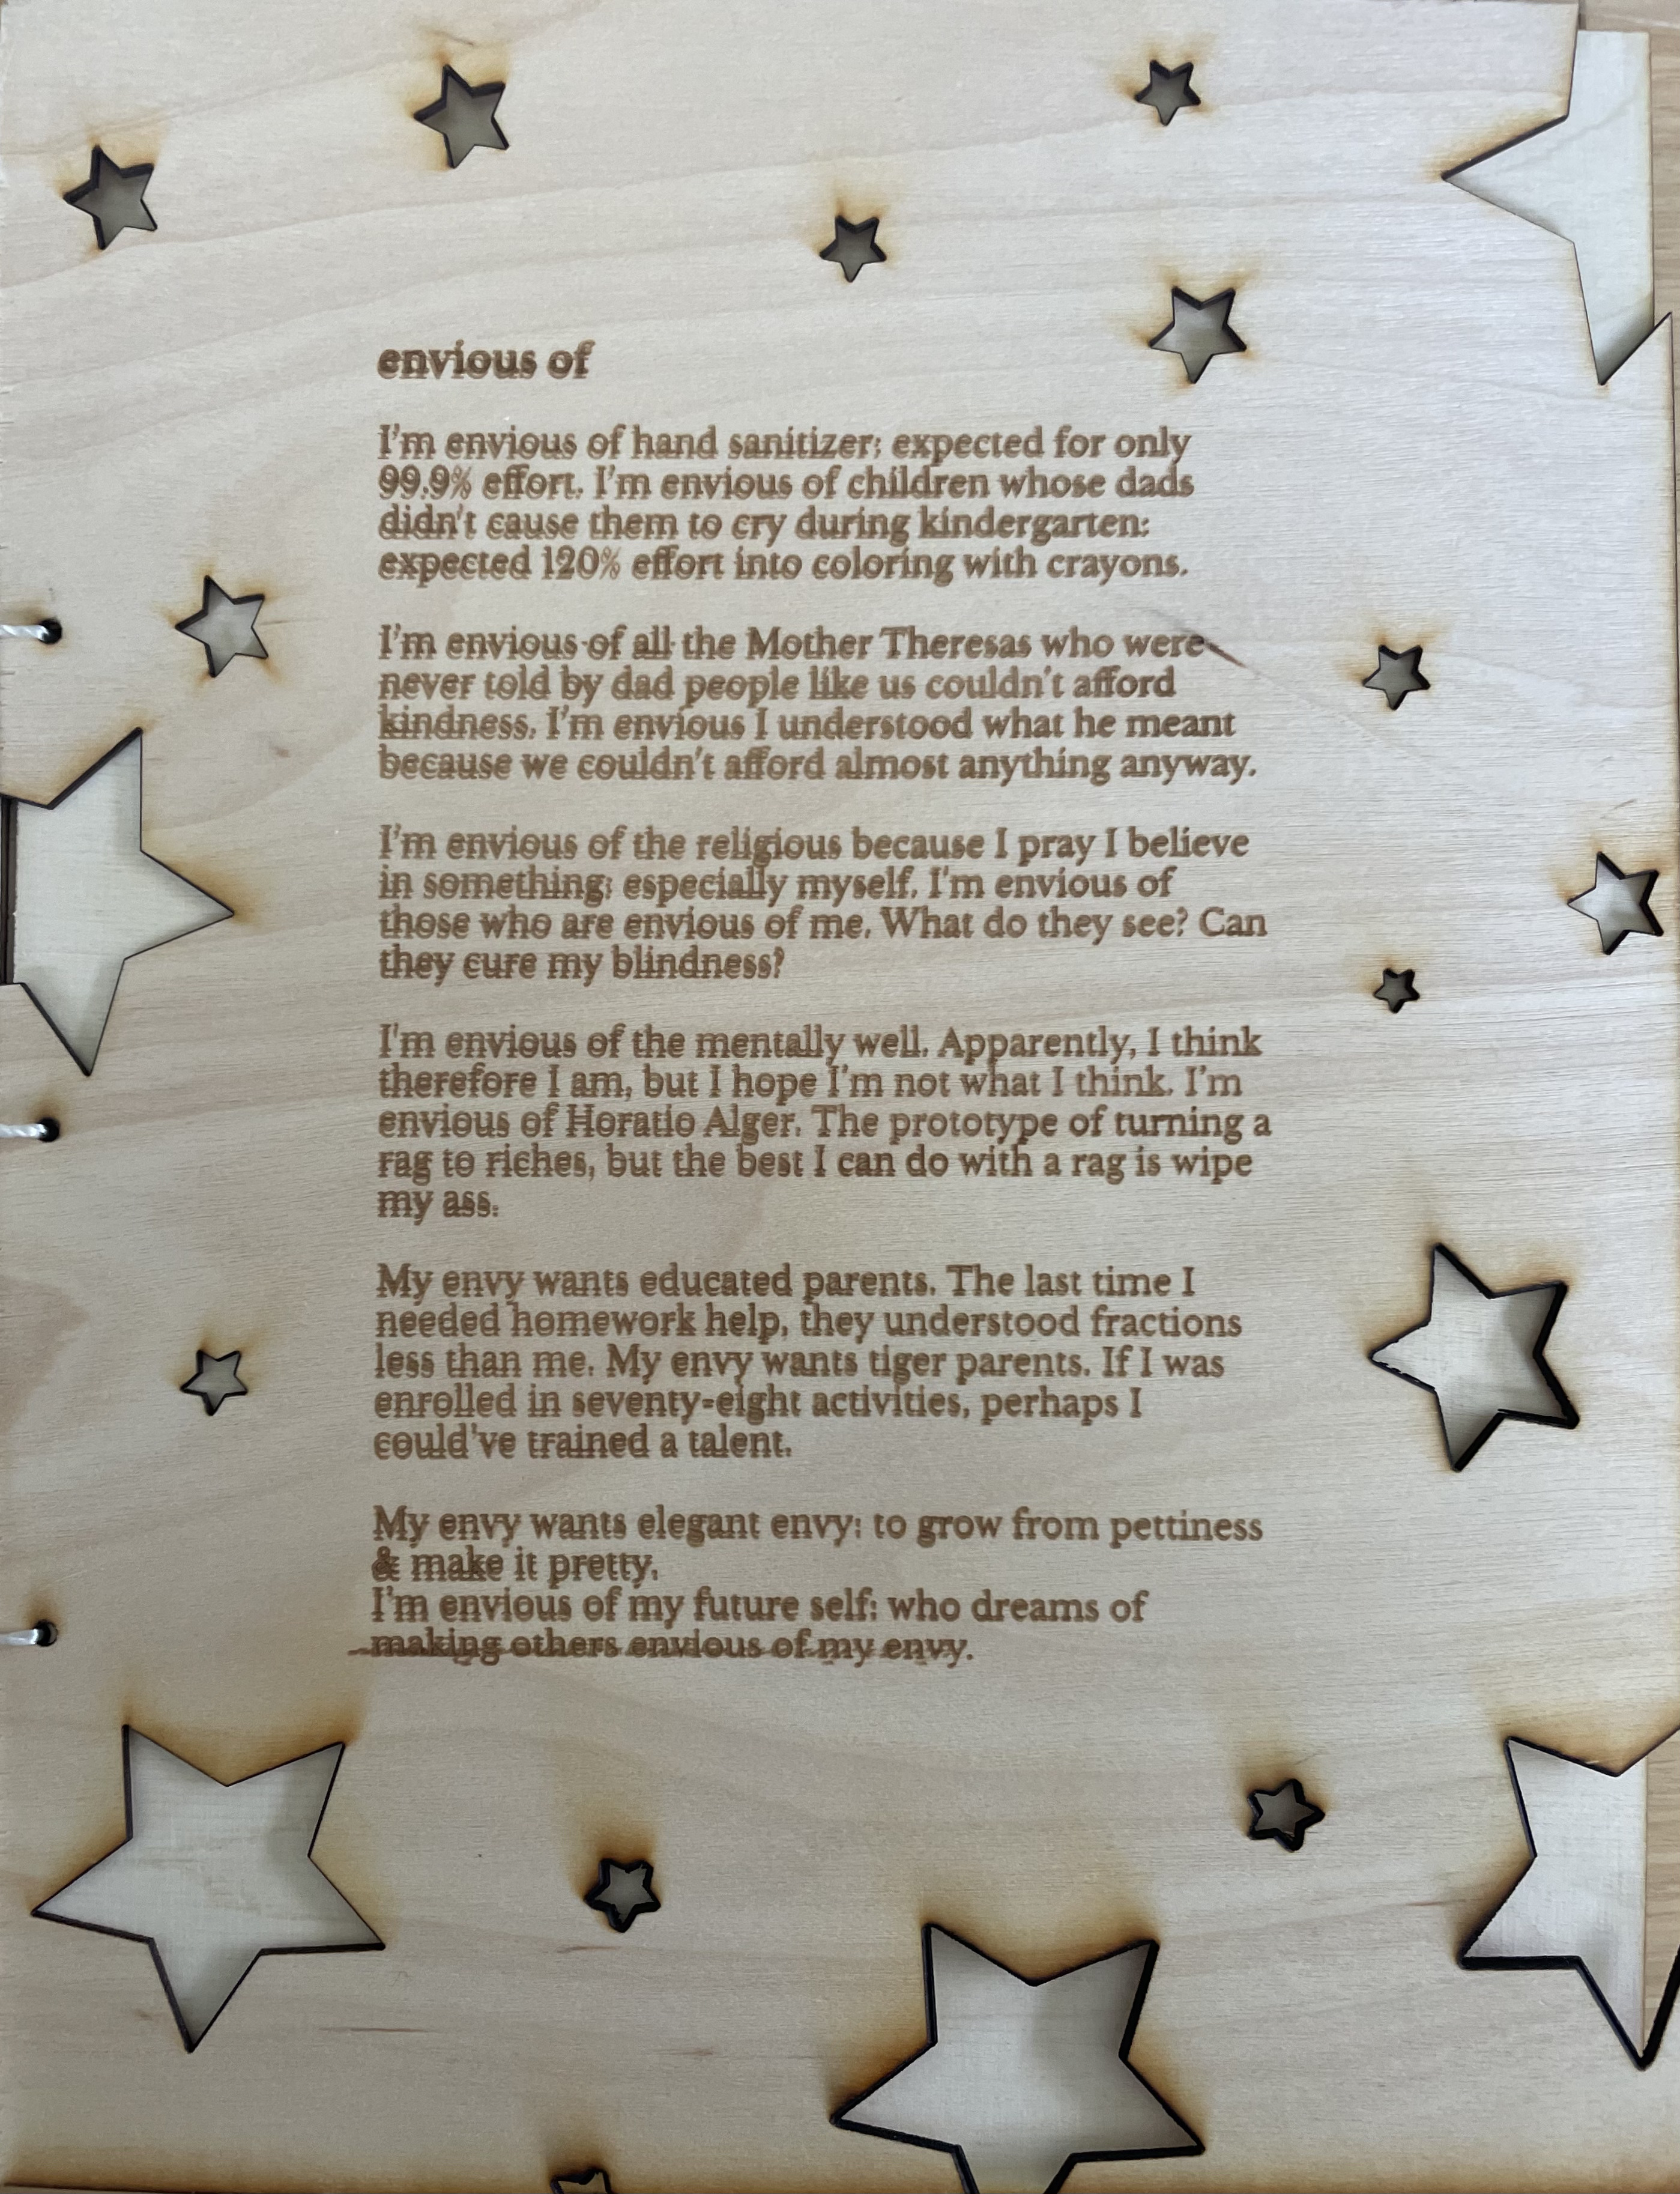 envious of
I'm envious of hand sanitizer: expected for only
99.9% effort. I'm envious of children whose dads
didn't cause them to cry during kindergarten:
expected 120% effort into coloring with crayons.
I'm envious of all the Mother Theresas who were
never told by dad people like us couldn't afford
kindness. I'm envious I understood what he meant
because we couldn't afford almost anything anyway.
I'm envious of the religious because I pray I believe
in something: especially myself. I'm envious of
those who are envious of me. What do they see? Can
they cure my blindness?
I'm envious of the mentally well. Apparently, I think
therefore I am, but I hope I'm not what I think. I'm
envious of Horatio Alger. The prototype of turning a
rag to riches, but the best I can do with a rag is wipe
my ass.
My envy wants educated parents. The last time I
needed homework help, they understood fractions
less than me. My envy wants tiger parents. If I was
enrolled in seventy-eight activities, perhaps I
could've trained a talent.
My envy wants elegant envy: to grow from pettiness
& make it pretty.
I'm envious of my future self: who dreams of
making others envious of my envy.